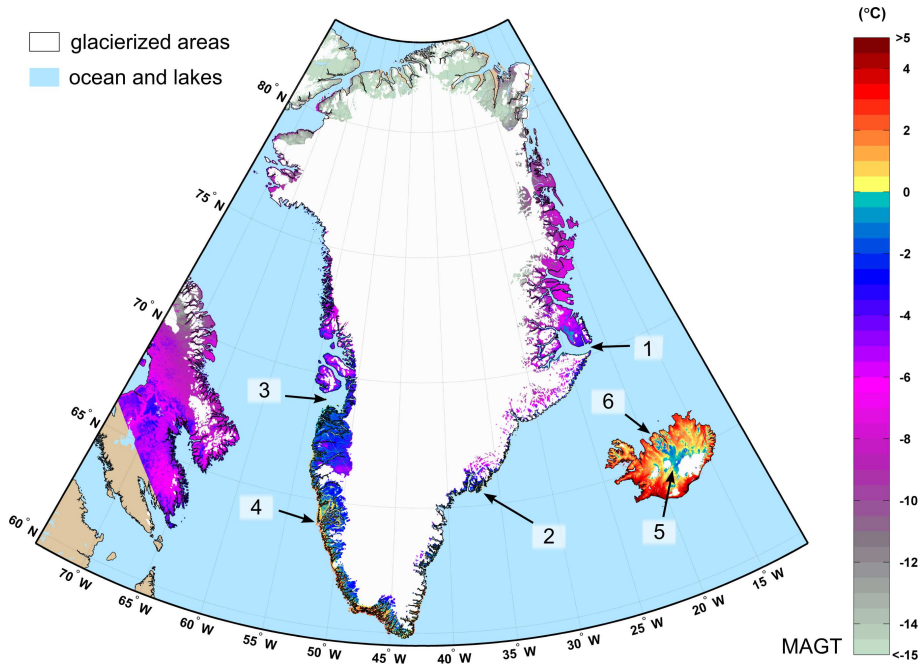 (°C)
glacierized areas
ocean and lakes
>5
4
2
0
-2
-4
-6
-8
-10
-12
-14
<-15
80°N
75°N
70°N
65°N
60°N
1
2
3
4
5
6
70°W
65°W
60°W
55°W
50°W
45°W
40°W
35°W
30°W
25°W
20°W
15°W
MAGT